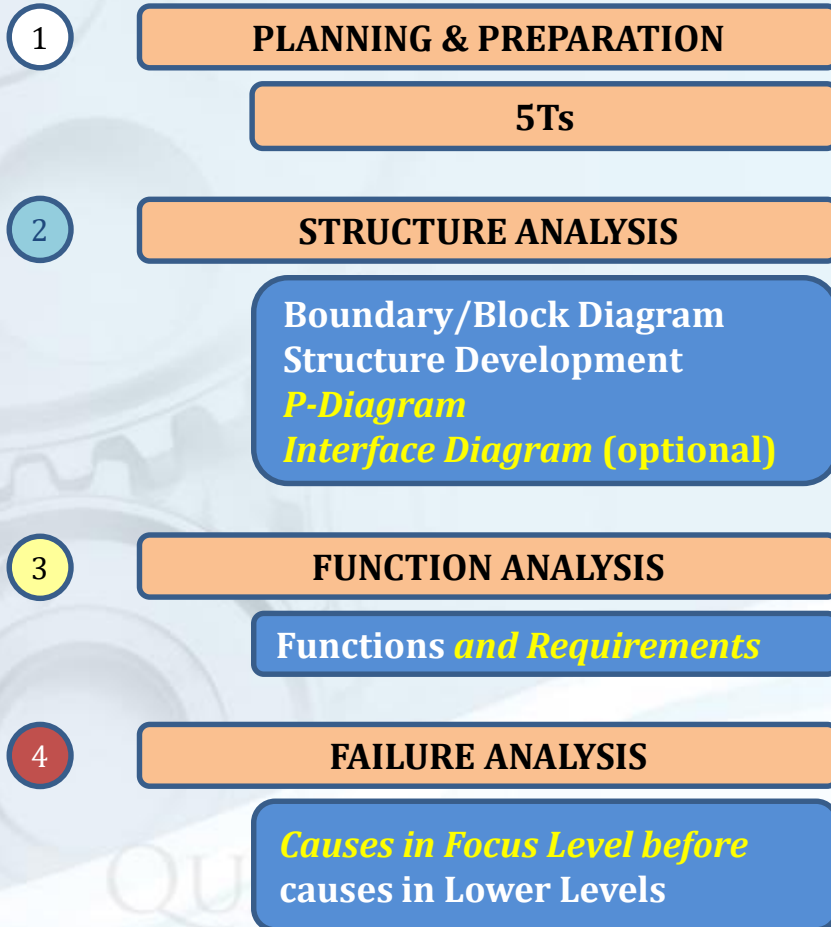 1
PLANNING & PREPARATION
5Ts
2
STRUCTURE ANALYSIS
Boundary/Block Diagram
Structure Development
P-Diagram
Interface Diagram (optional)
3
FUNCTION ANALYSIS
Functions and Requirements
4
FAILURE ANALYSIS
Causes in Focus Level before
causes in Lower Levels
QU